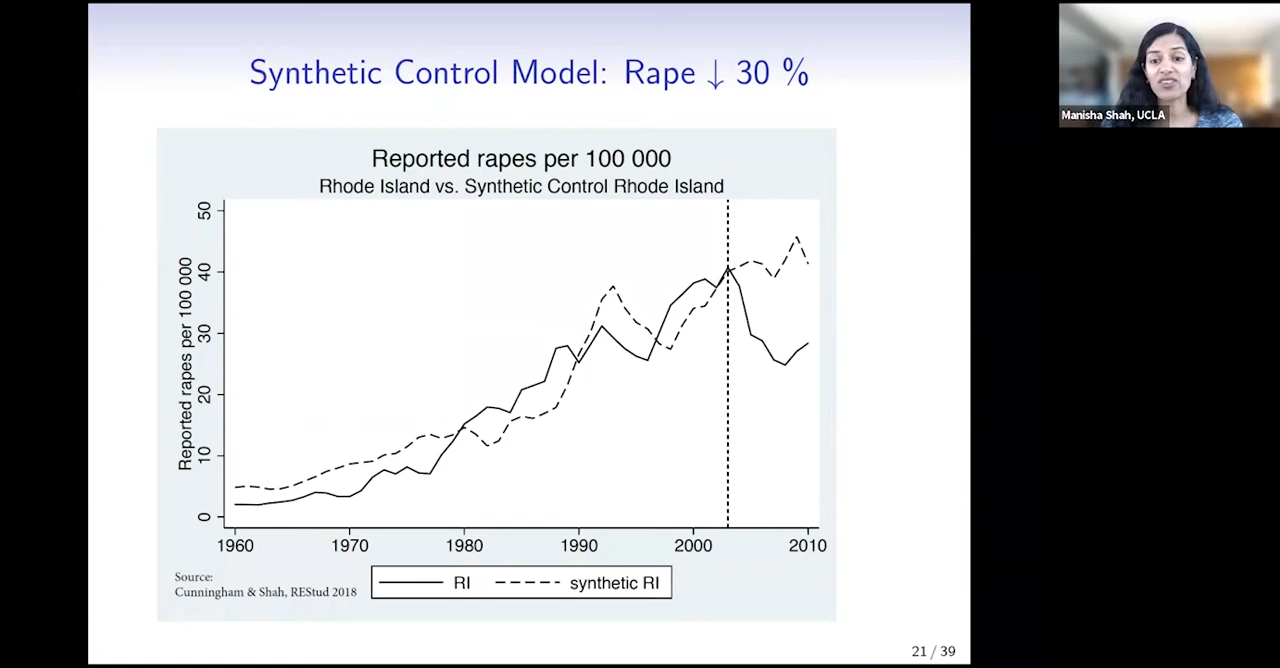 Synthetic Control Model: Rape ↓ 30 %
Manisha Shah, UCLA
Reported rapes per 100 000
Rhode Island vs. Synthetic Control Rhode Island
Reported rapes per 100 000
50
40
30
20
10
0
1960 1970 1980 1990 2000 2010
RI synthetic RI
Source:
Cunningham & Shah, REStud 2018
21 / 39